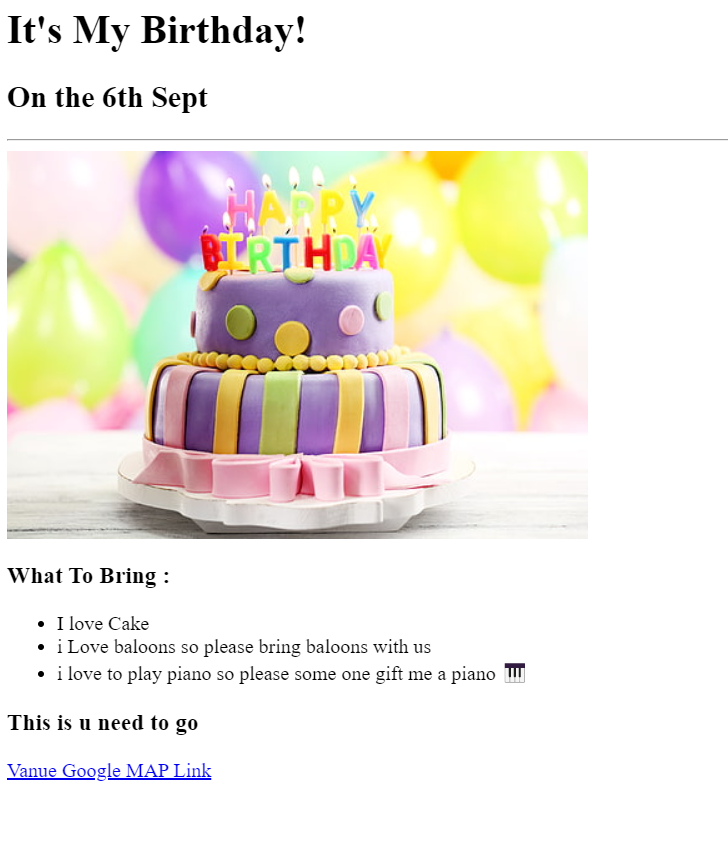 It's My Birthday!
On the 6th Sept
HAPPY
BIRTHDAY
What To Bring :
I love Cake
i Love baloons so please bring baloons with us
i love to play piano so please some one gift me a piano 🎹
This is u need to go
Vanue Google MAP Link